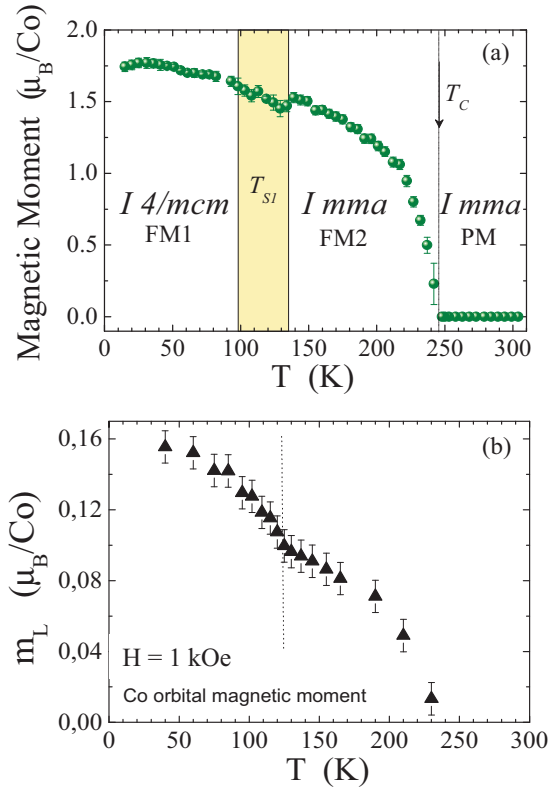 Magnetic Moment (μB/Co)
2.0
1.5
1.0
0.5
0.0
(a)
TC
TS1
I 4/mcm
FM1
I mma
FM2
I mma
PM
0 50 100 150 200 250 300
T (K)
mL (μB/Co)
0,16
0,12
0,08
0,04
0,00
(b)
H = 1 kOe
Co orbital magnetic moment
0 50 100 150 200 250 300
T (K)